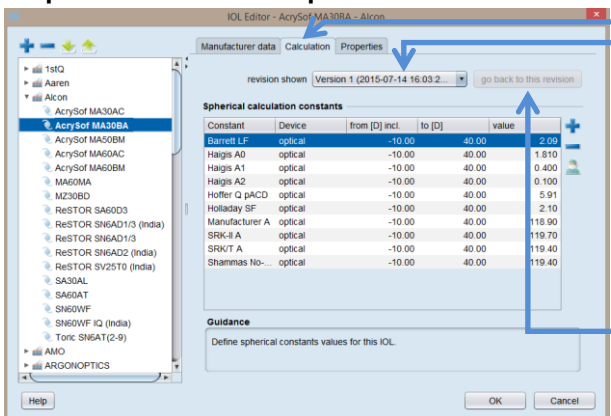 IOL Editor - AcrySof MA30BA - Alcon
Manufacturer data Calculation Properties
1stQ
Aaren
Alcon
AcrySof MA30AC
AcrySof MA30BA
AcrySof MA50BM
AcrySof MA60AC
AcrySof MA60BM
MA60MA
MZ30BD
ReSTOR SA60D3
ReSTOR SN6AD1/3 (India)
ReSTOR SN6AD1/3
ReSTOR SN6AD2 (India)
ReSTOR SV25T0 (India)
SA30AL
SA60AT
SN60WF
SN60WF IQ (India)
Toric SN6AT(2-9)
AMO
ARGONOPTICS
revision shown Version 1 (2015-07-14 16:03:2... go back to this revision
Spherical calculation constants
Constant Device from [D] incl. to [D] value
Barrett LF optical -10.00 40.00 2.09
Haigis A0 optical -10.00 40.00 1.810
Haigis A1 optical -10.00 40.00 0.400
Haigis A2 optical -10.00 40.00 0.100
Hoffer Q pACD optical -10.00 40.00 5.91
Holladay SF optical -10.00 40.00 2.10
Manufacturer A optical -10.00 40.00 118.90
SRK-II A optical -10.00 40.00 119.70
SRK/T A optical -10.00 40.00 119.40
Shammas No-... optical -10.00 40.00 119.40
Guidance
Define spherical constants values for this IOL.
Help OK Cancel